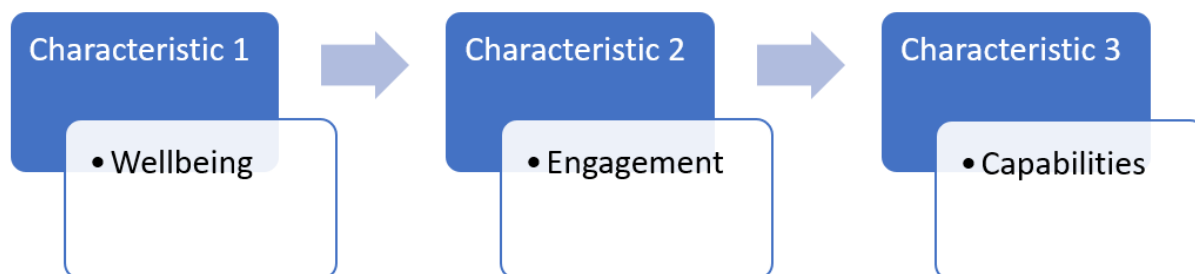 Characteristic 1
• Wellbeing
Characteristic 2
• Engagement
Characteristic 3
• Capabilities